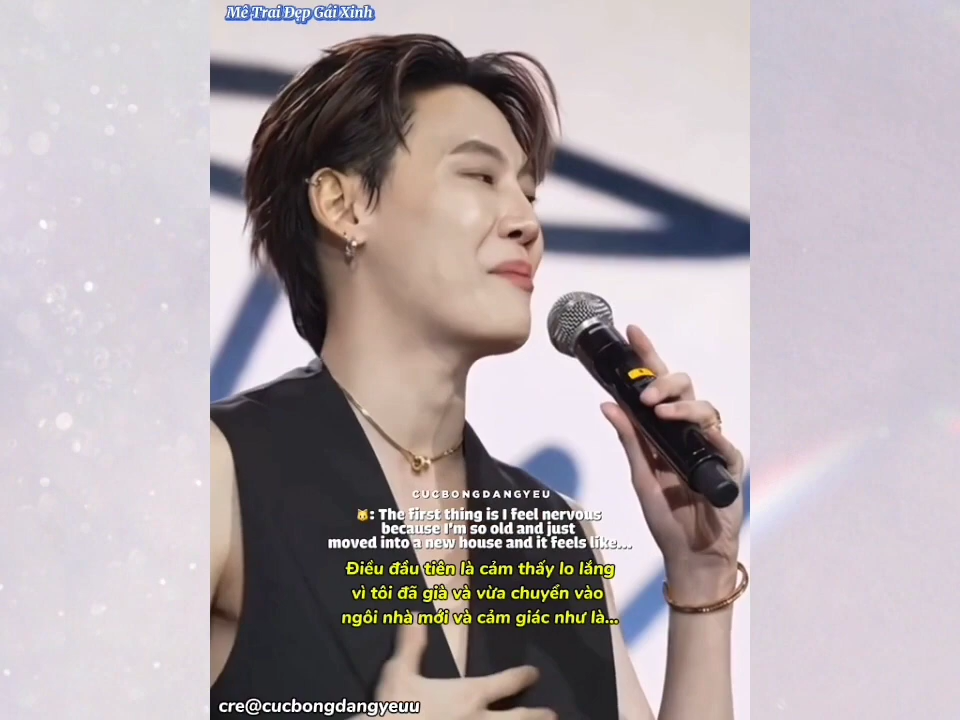 Mê Trai Đẹp Gái Xinh
CUCBONGDANGYEU
🐱: The first thing is I feel nervous
because I'm so old and just
moved into a new house and it feels like...
Điều đầu tiên là cảm thấy lo lắng
vì tôi đã già và vừa chuyển vào
ngôi nhà mới và cảm giác như là...
cre@cucbongdangyeuu